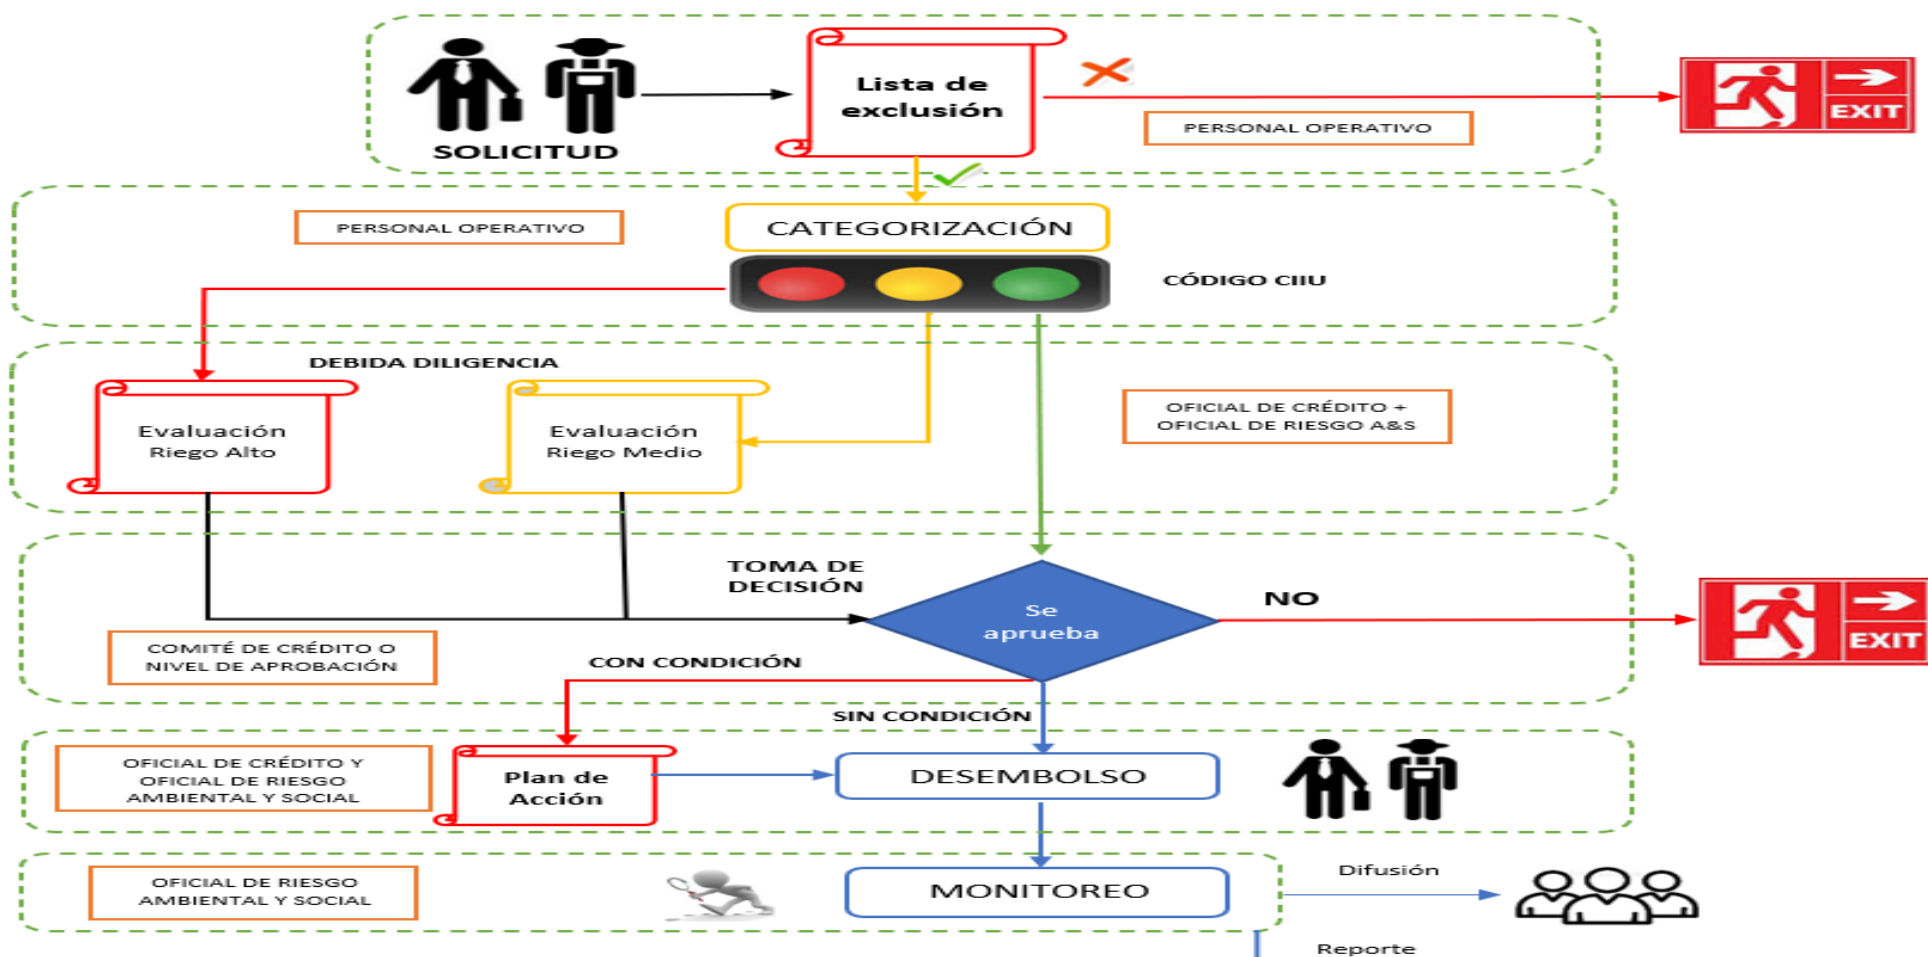 Lista de
exclusión
EXIT
PERSONAL OPERATIVO
SOLICITUD
PERSONAL OPERATIVO
CATEGORIZACIÓN
CÓDIGO CIIU
DEBIDA DILIGENCIA
Evaluación
Riego Alto
Evaluación
Riego Medio
OFICIAL DE CRÉDITO +
OFICIAL DE RIESGO A&S
TOMA DE
DECISIÓN
Se
aprueba
NO
EXIT
COMITÉ DE CRÉDITO O
NIVEL DE APROBACIÓN
CON CONDICIÓN
SIN CONDICIÓN
OFICIAL DE CRÉDITO Y
OFICIAL DE RIESGO
AMBIENTAL Y SOCIAL
Plan de
Acción
DESEMBOLSO
OFICIAL DE RIESGO
AMBIENTAL Y SOCIAL
MONITOREO
Difusión
Reporte